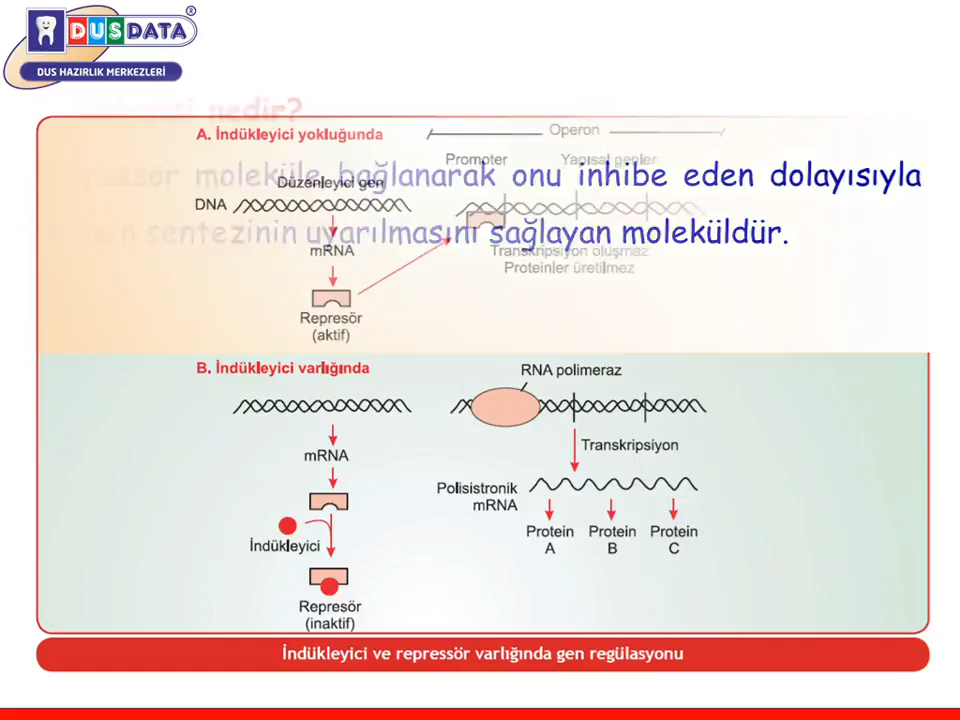 DUSDATA®
DUS HAZIRLIK MERKEZLERİ
nedir?
A. İndükleyici yokluğunda
Operon
Promoter
Yapısal genler
moleküle bağlanarak onu inhibe eden dolayısıyla
Düzenleyici gen
DNA
sentezinin uyarılmasını sağlayan moleküldür.
mRNA
Transkripsiyon oluşmaz
Proteinler üretilmez
Represör
(aktif)
B. İndükleyici varlığında
RNA polimeraz
Transkripsiyon
mRNA
Polisistronik
mRNA
Protein Protein Protein
A B C
İndükleyici
Represör
(inaktif)
İndükleyici ve repressör varlığında gen regülasyonu